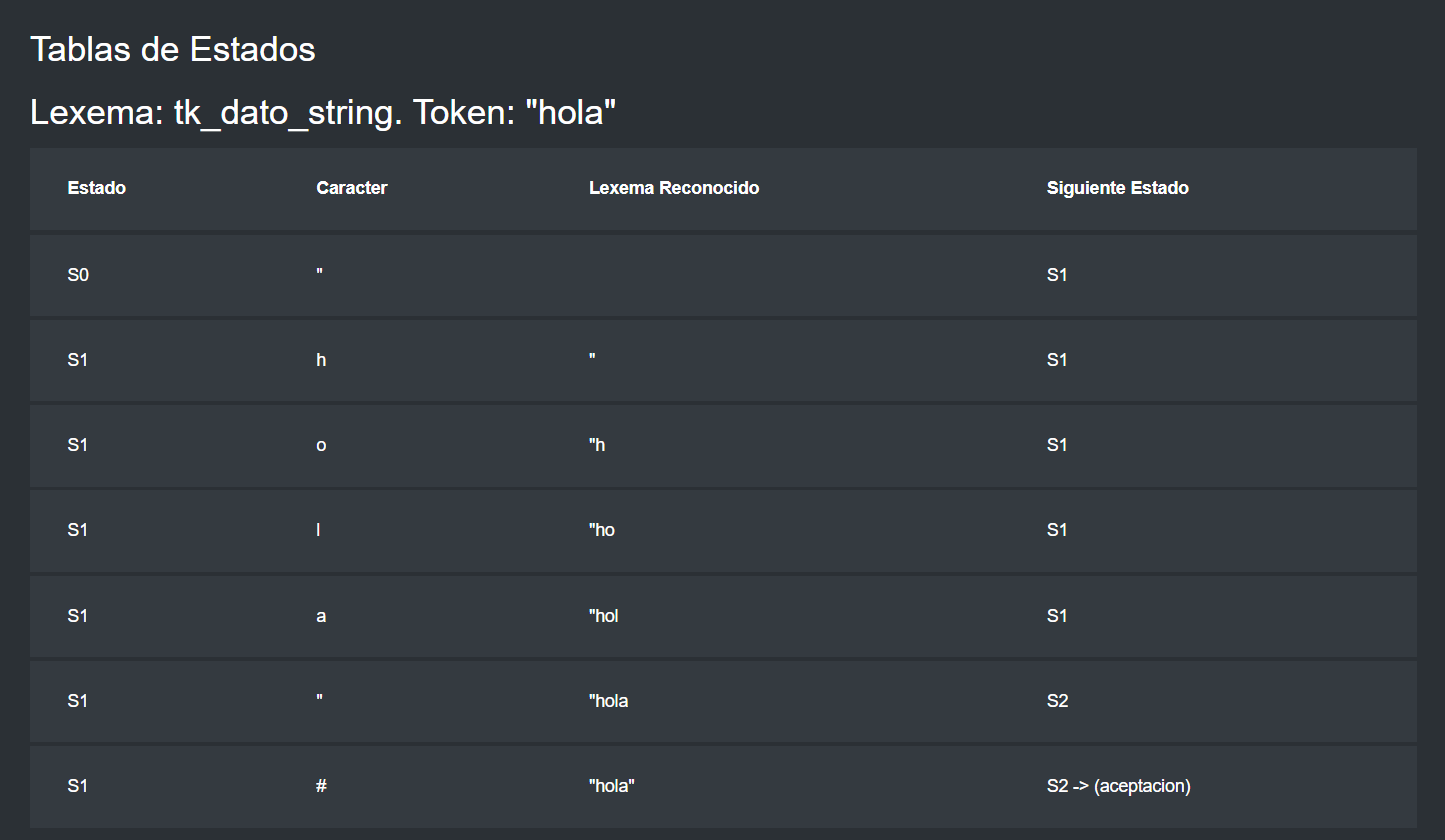 Tablas de Estados
Lexema: tk_dato_string. Token: "hola"
Estado Caracter Lexema Reconocido Siguiente Estado
S0 " S1
S1 h " S1
S1 o "h S1
S1 l "ho S1
S1 a "hol S1
S1 " "hola S2
S1 # "hola" S2 -> (aceptacion)